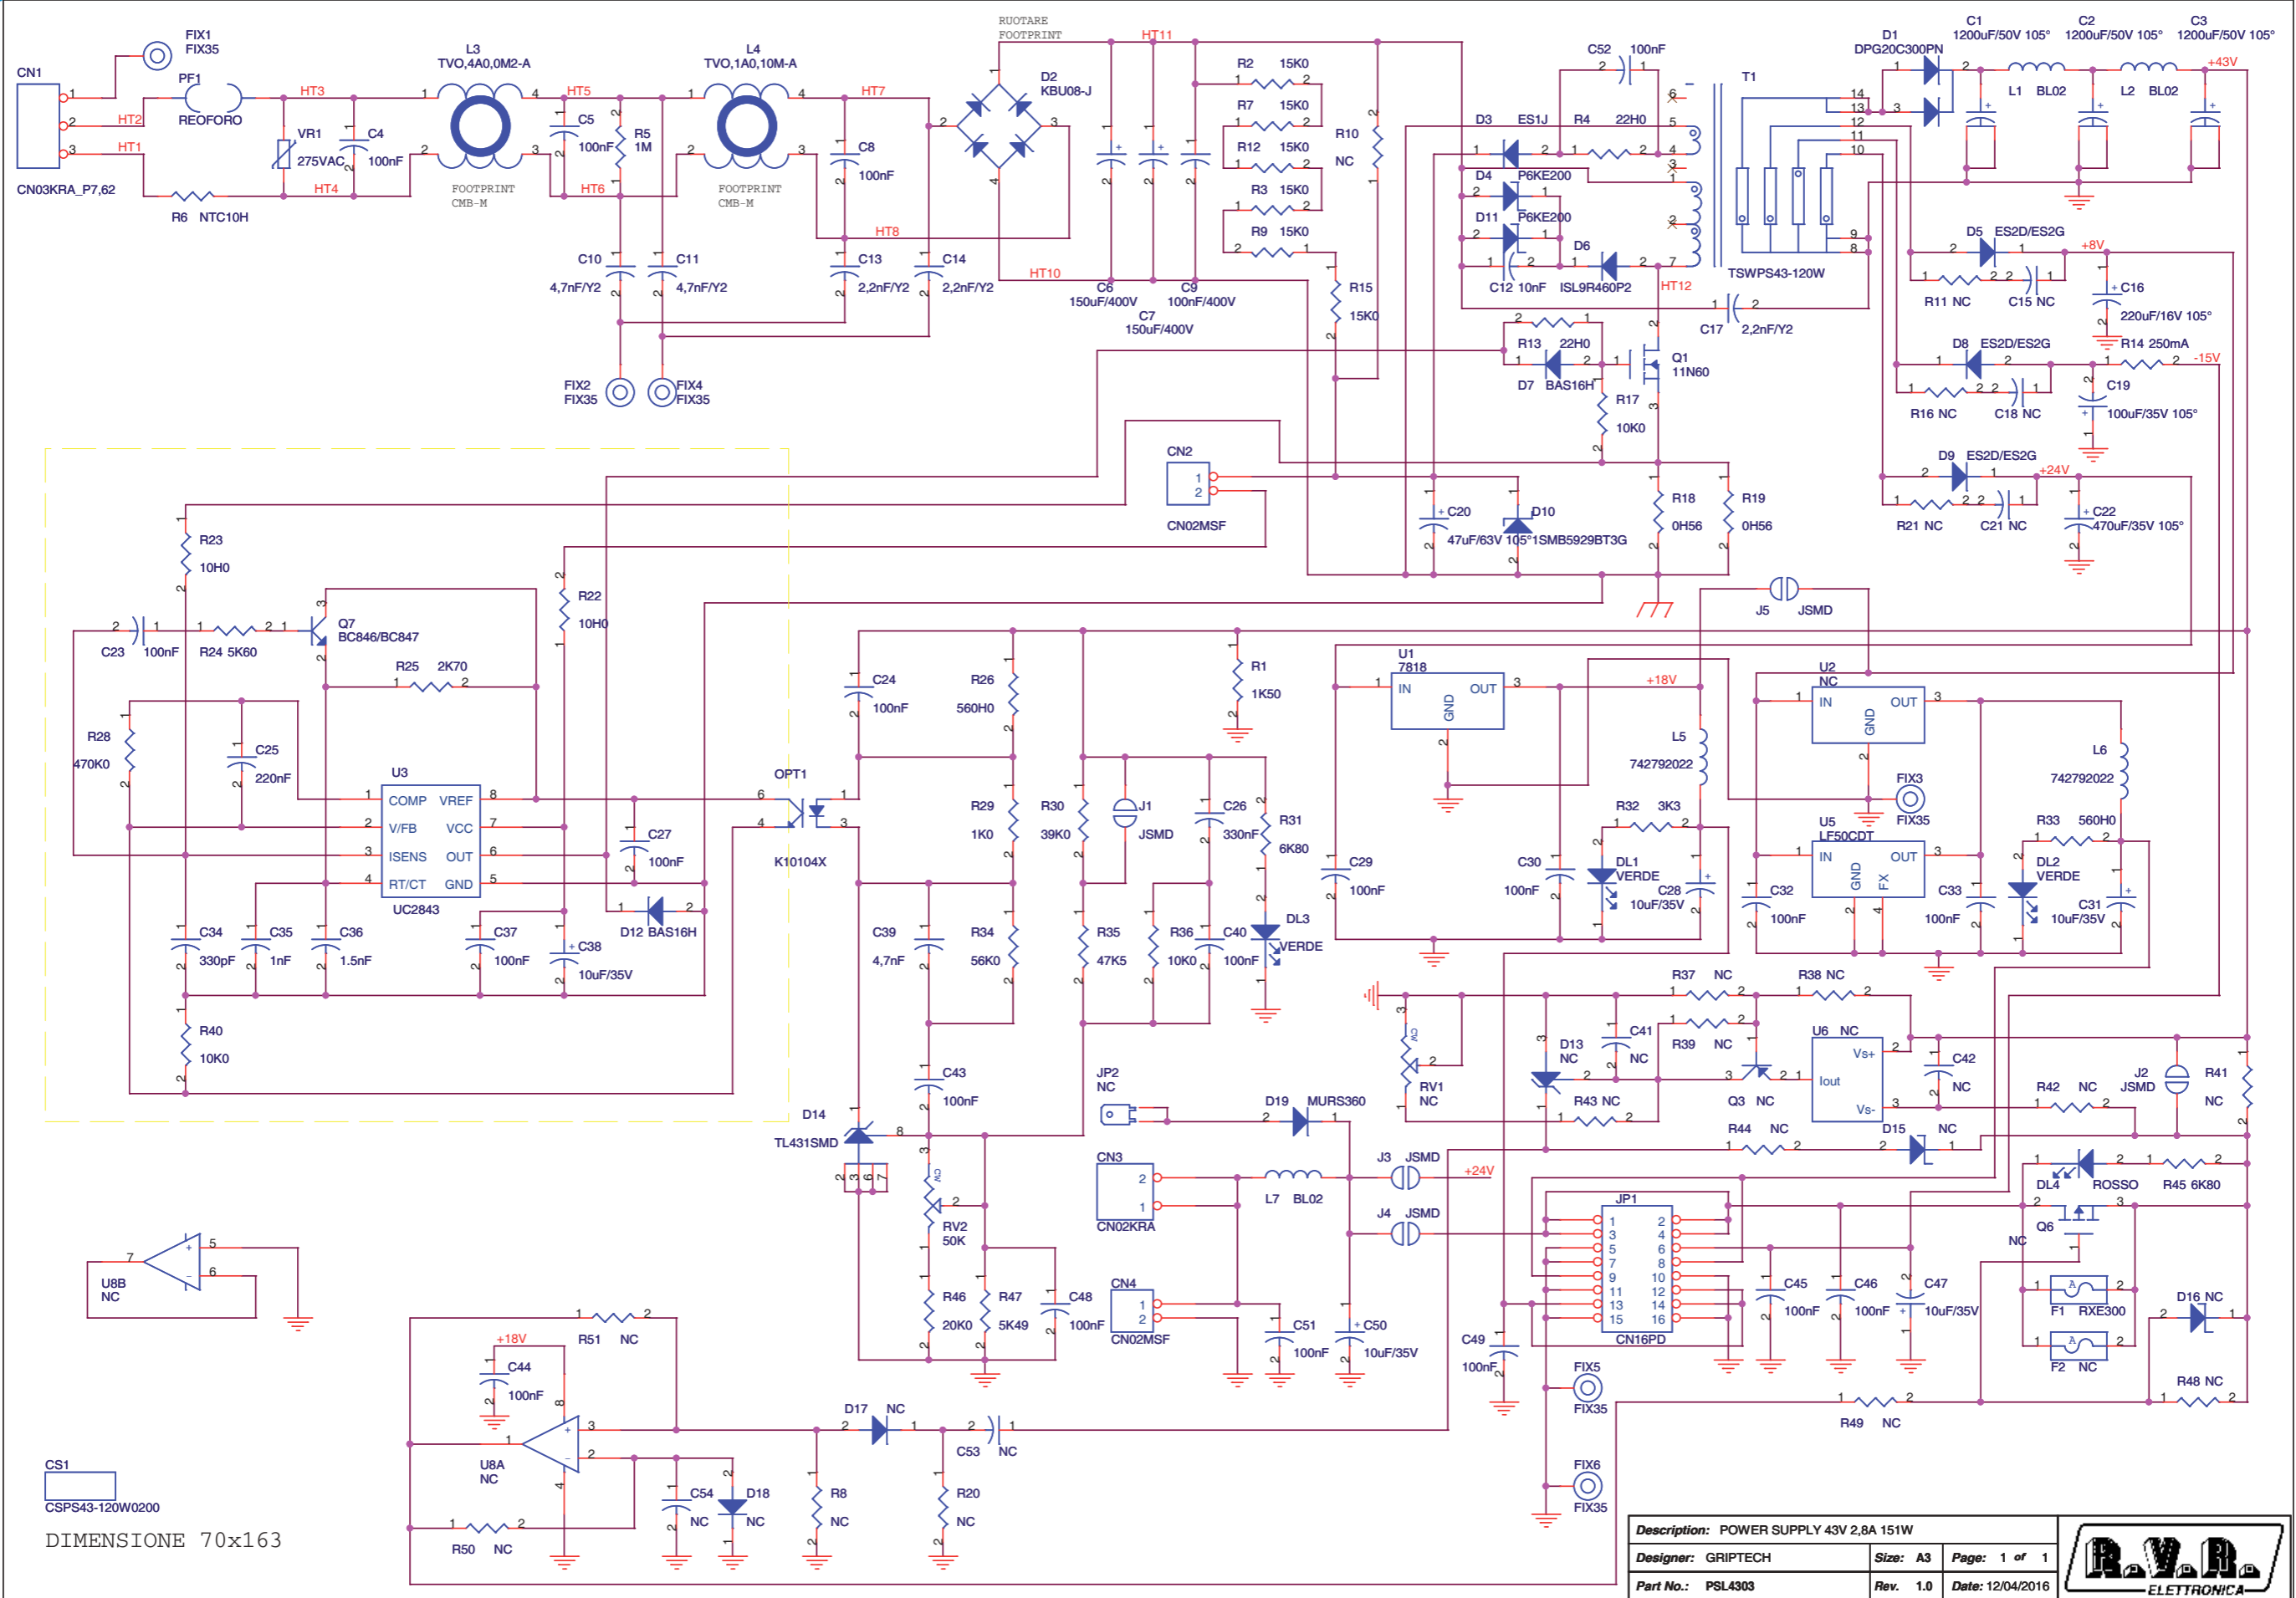 FIX1
FIX35
CN1
PF1
REOFORO
HT2
HT1
HT3
HT4
CN03KRA_P7,62
R6 NTC10H
VR1
275VAC
C4
100nF
L3
TVO,4A0,0M2-A
FOOTPRINT
CMB-M
HT5
HT6
C5
100nF
R5
1M
L4
TVO,1A0,10M-A
FOOTPRINT
CMB-M
HT7
HT8
C8
100nF
RUOTARE
FOOTPRINT
D2
KBU08-J
HT11
HT10
C10
4,7nF/Y2
C11
4,7nF/Y2
C13
2,2nF/Y2
C14
2,2nF/Y2
FIX2
FIX35
FIX4
FIX35
C6
150uF/400V
C7
150uF/400V
C9
100nF/400V
R2 15K0
R7 15K0
R12 15K0
R3 15K0
R9 15K0
R10
NC
R15
15K0
C52 100nF
D3 ES1J
R4 22H0
D4 P6KE200
D11 P6KE200
D6
ISL9R460P2
C12 10nF
HT12
T1
TSWPS43-120W
C17 2,2nF/Y2
R13 22H0
D7 BAS16H
Q1
11N60
R17
10K0
R18
0H56
R19
0H56
D1
DPG20C300PN
C1
1200uF/50V 105°
C2
1200uF/50V 105°
C3
1200uF/50V 105°
+43V
L1 BL02
L2 BL02
D5 ES2D/ES2G
+8V
R11 NC
C15 NC
C16
220uF/16V 105°
D8 ES2D/ES2G
R14 250mA
-15V
R16 NC
C18 NC
C19
100uF/35V 105°
D9 ES2D/ES2G
+24V
R21 NC
C21 NC
C22
470uF/35V 105°
CN2
1
2
CN02MSF
C20
47uF/63V 105°
D10
1SMB5929BT3G
R23
10H0
C23 100nF
R24 5K60
Q7
BC846/BC847
R25 2K70
R22
10H0
R28
470K0
C25
220nF
U3
COMP VREF
V/FB VCC
ISENS OUT
RT/CT GND
UC2843
C27
100nF
D12 BAS16H
C34
330pF
C35
1nF
C36
1.5nF
C37
100nF
C38
10uF/35V
R40
10K0
OPT1
K10104X
C24
100nF
R26
560H0
R29
1K0
R30
39K0
J1
JSMD
C26
330nF
R31
6K80
R1
1K50
C39
4,7nF
R34
56K0
R35
47K5
R36
10K0
C40
100nF
DL3
VERDE
C43
100nF
D14
TL431SMD
RV2
50K
R46
20K0
R47
5K49
C48
100nF
J5 JSMD
U1
7818
IN OUT
GND
+18V
L5
742792022
C29
100nF
C30
100nF
R32 3K3
DL1
VERDE
C28
10uF/35V
U2
NC
IN OUT
GND
FIX3
FIX35
U5
LF50CDT
IN OUT
GND FX
C32
100nF
C33
100nF
L6
742792022
R33 560H0
DL2
VERDE
C31
10uF/35V
R37 NC
R38 NC
R39 NC
C41
NC
D13
NC
RV1
NC
R43 NC
Q3 NC
U6 NC
Vs+
Iout
Vs-
C42
NC
R42 NC
J2
JSMD
R41
NC
R44 NC
D15 NC
DL4 ROSSO
R45 6K80
Q6
NC
F1 RXE300
F2 NC
D16 NC
R48 NC
R49 NC
JP2
NC
D19 MURS360
CN3
2
1
CN02KRA
L7 BL02
J3 JSMD
+24V
J4 JSMD
CN4
1
2
CN02MSF
C51
100nF
C50
10uF/35V
C49
100nF
JP1
1 2
3 4
5 6
7 8
9 10
11 12
13 14
15 16
CN16PD
C45
100nF
C46
100nF
C47
10uF/35V
FIX5
FIX35
FIX6
FIX35
U8B
NC
R51 NC
+18V
C44
100nF
U8A
NC
R50 NC
C54
NC
D18
NC
R8
NC
D17 NC
R20
NC
C53 NC
CS1
CSPS43-120W0200
DIMENSIONE 70x163
Description: POWER SUPPLY 43V 2,8A 151W
Designer: GRIPTECH Size: A3 Page: 1 of 1
Part No.: PSL4303 Rev. 1.0 Date: 12/04/2016
R.V.R.
ELETTRONICA